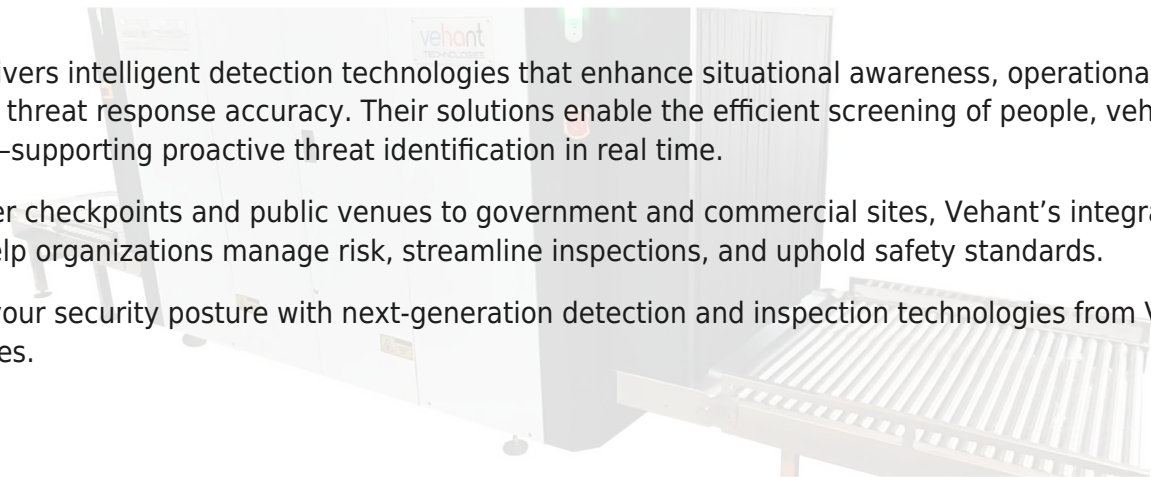 vehant
TECHNOLOGIES
ivers intelligent detection technologies that enhance situational awareness, operationa
threat response accuracy. Their solutions enable the efficient screening of people, veh
–supporting proactive threat identification in real time.
er checkpoints and public venues to government and commercial sites, Vehant’s integra
elp organizations manage risk, streamline inspections, and uphold safety standards.
your security posture with next-generation detection and inspection technologies from V
es.